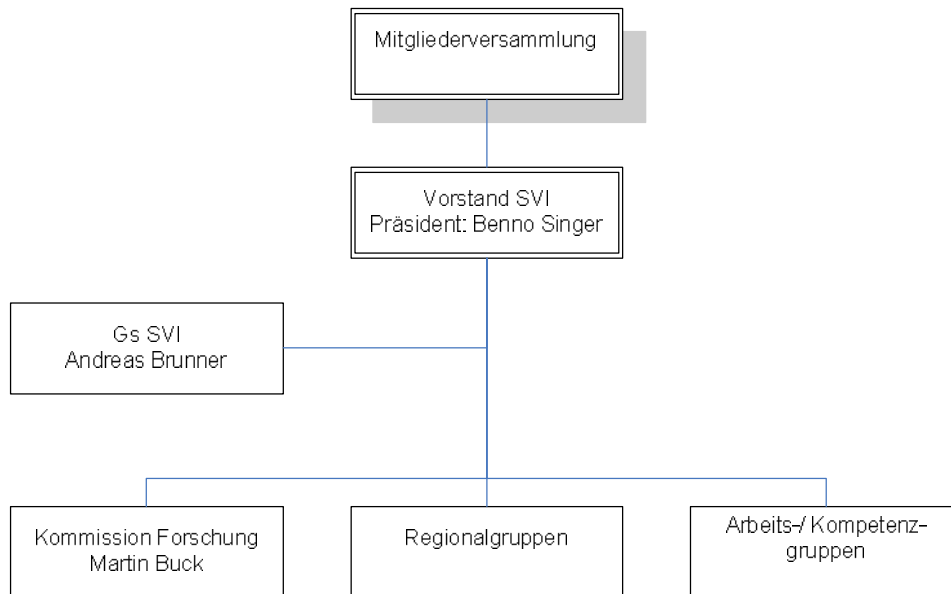 Mitgliederversammlung
Vorstand SVI
Präsident: Benno Singer
Gs SVI
Andreas Brunner
Kommission Forschung
Martin Buck
Regionalgruppen
Arbeits-/ Kompetenz-
gruppen